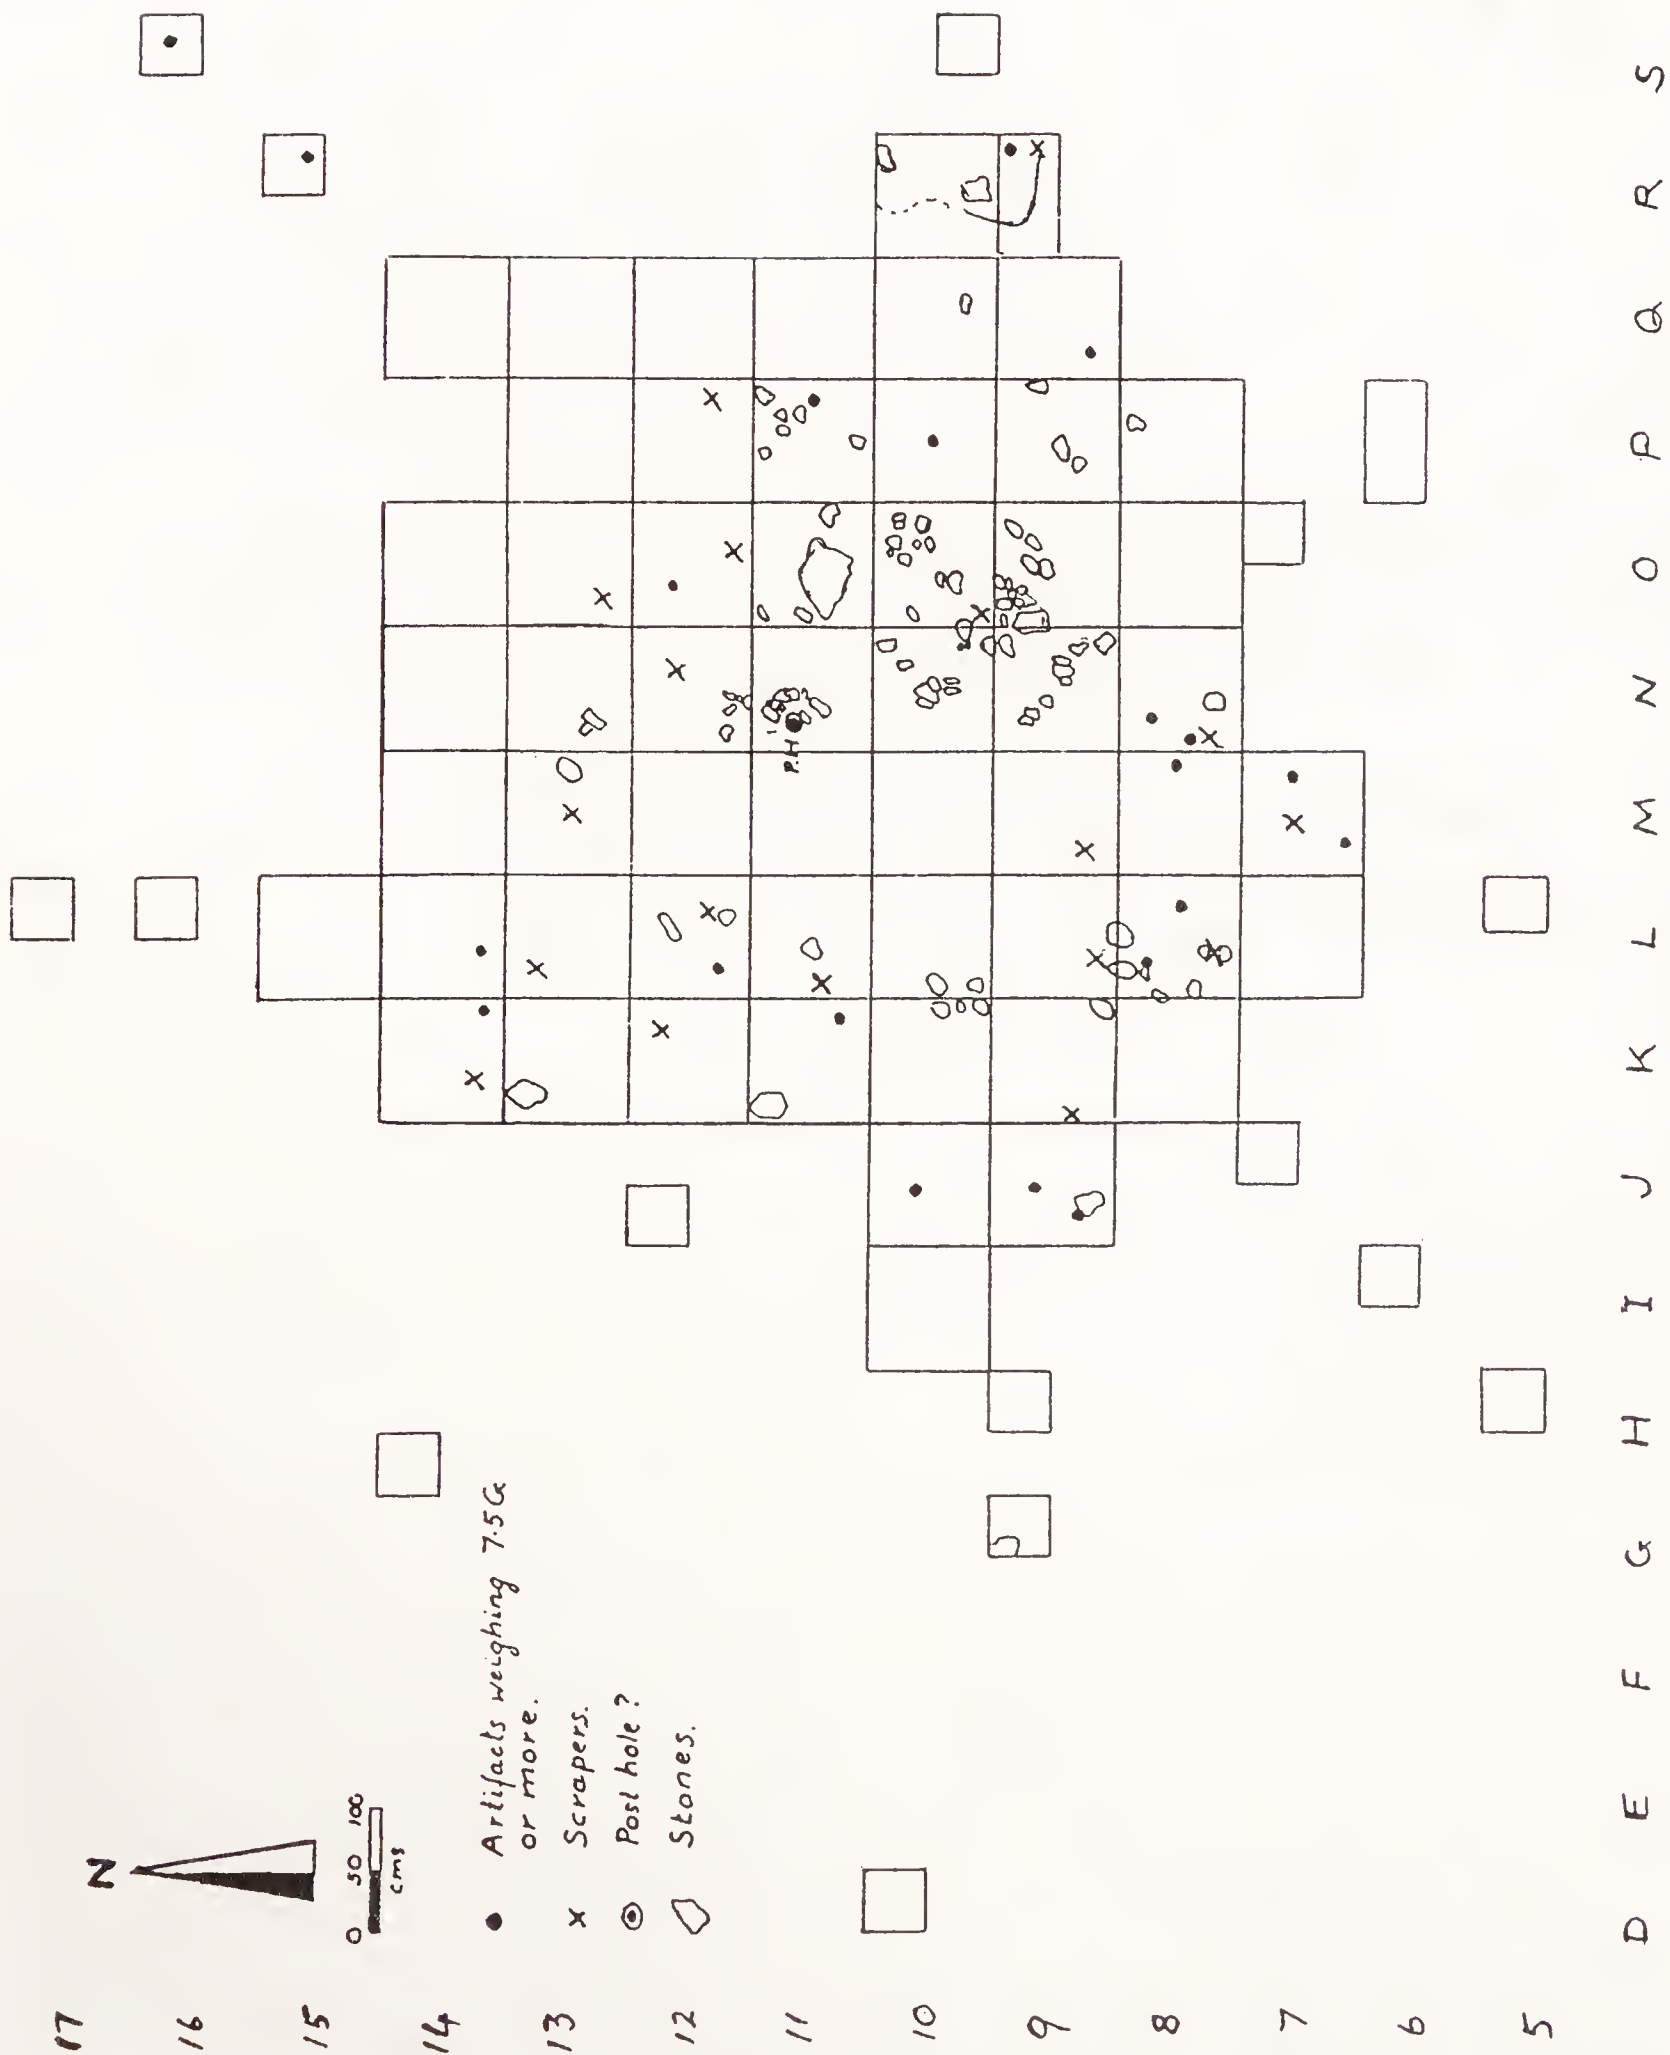 N
0 50 100
cms
Artifacts weighing 7.5G
or more.
Scrapers.
Post hole?
Stones.
P.H
17
16
15
14
13
12
11
10
9
8
7
6
5
D E F G H I J K L M N O P Q R S